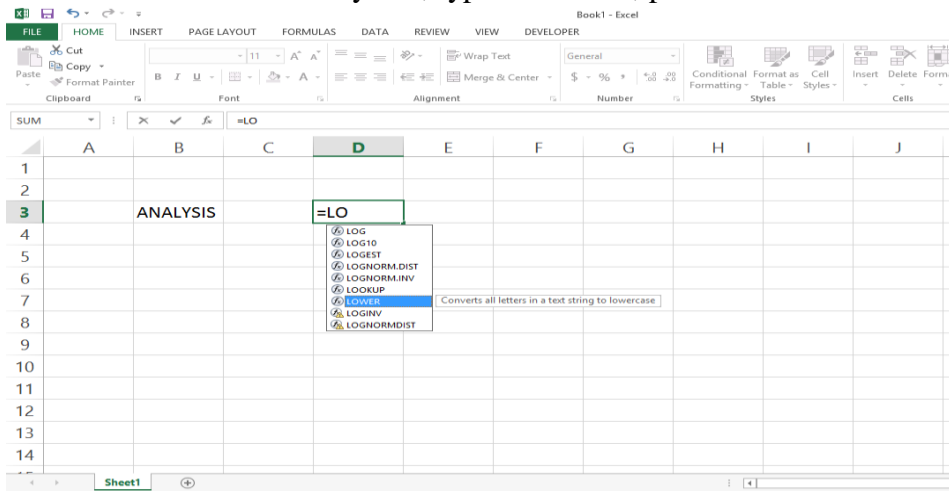 Book1 - Excel
FILE HOME INSERT PAGE LAYOUT FORMULAS DATA REVIEW VIEW DEVELOPER
Paste
Cut
Copy
Format Painter
Clipboard
11 A A
B I U A
Font
Wrap Text
Merge & Center
Alignment
General
$ % ,
Number
Conditional Formatting
Format as Table
Cell Styles
Styles
Insert Delete Form
Cells
SUM fx =LO
A B C D E F G H I J
1
2
3 ANALYSIS =LO
4 LOG
LOG10
5 LOGEST
LOGNORM.DIST
6 LOGNORM.INV
LOOKUP
7 LOWER Converts all letters in a text string to lowercase
LOGINV
8 LOGNORMDIST
9
10
11
12
13
14
Sheet1